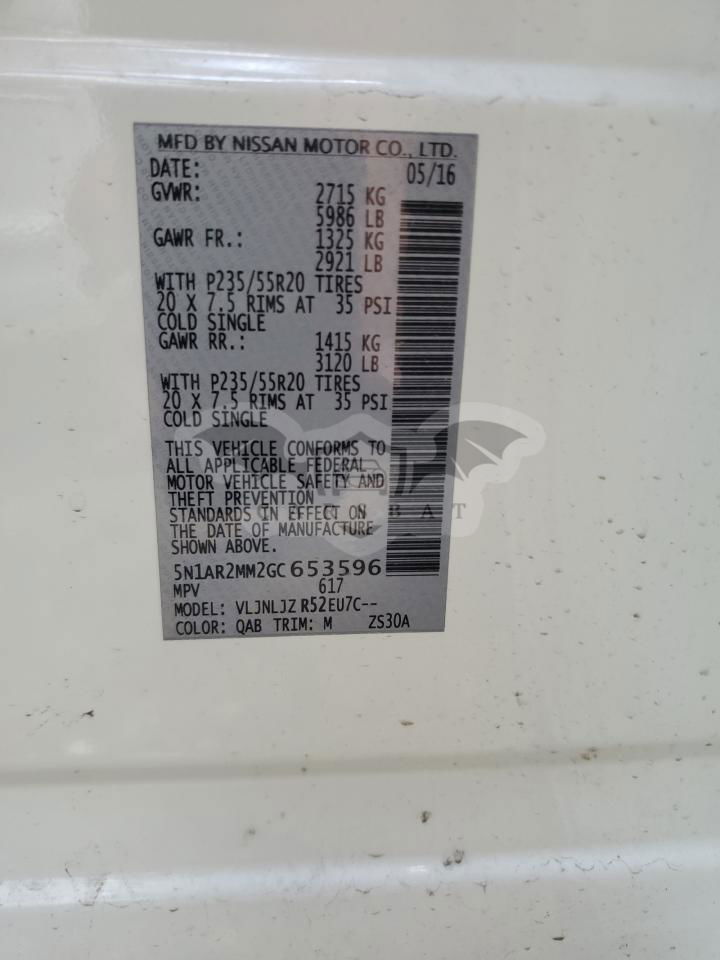 MFD BY NISSAN MOTOR CO., LTD.
DATE: 05/16
GVWR: 2715 KG
5986 LB
GAWR FR.: 1325 KG
2921 LB
WITH P235/55R20 TIRES
20 X 7.5 RIMS AT 35 PSI
COLD SINGLE
GAWR RR.: 1415 KG
3120 LB
WITH P235/55R20 TIRES
20 X 7.5 RIMS AT 35 PSI
COLD SINGLE
THIS VEHICLE CONFORMS TO
ALL APPLICABLE FEDERAL
MOTOR VEHICLE SAFETY AND
THEFT PREVENTION
STANDARDS IN EFFECT ON
THE DATE OF MANUFACTURE
SHOWN ABOVE.
5N1AR2MM2GC653596
MPV 617
MODEL: VLJNLJZ R52EU7C--
COLOR: QAB TRIM: M ZS30A